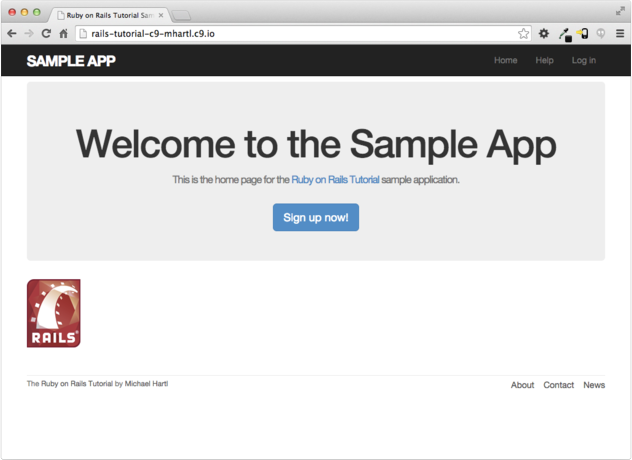 Ruby on Rails Tutorial Sam
rails-tutorial-c9-mhartl.c9.io
SAMPLE APP
Home Help Log in
Welcome to the Sample App
This is the home page for the Ruby on Rails Tutorial sample application.
Sign up now!
RAILS
The Ruby on Rails Tutorial by Michael Hartl
About Contact News